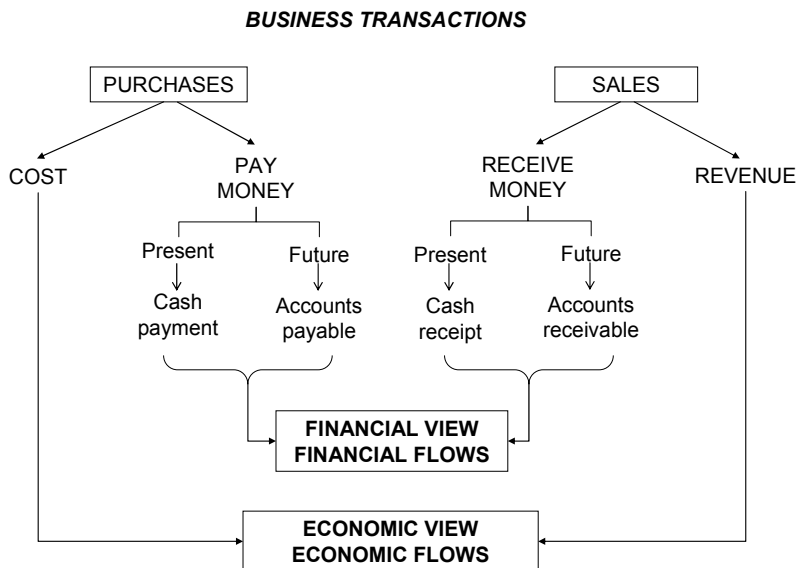 BUSINESS TRANSACTIONS
PURCHASES
SALES
COST
PAY
MONEY
RECEIVE
MONEY
REVENUE
Present
Future
Present
Future
Cash
payment
Accounts
payable
Cash
receipt
Accounts
receivable
FINANCIAL VIEW
FINANCIAL FLOWS
ECONOMIC VIEW
ECONOMIC FLOWS